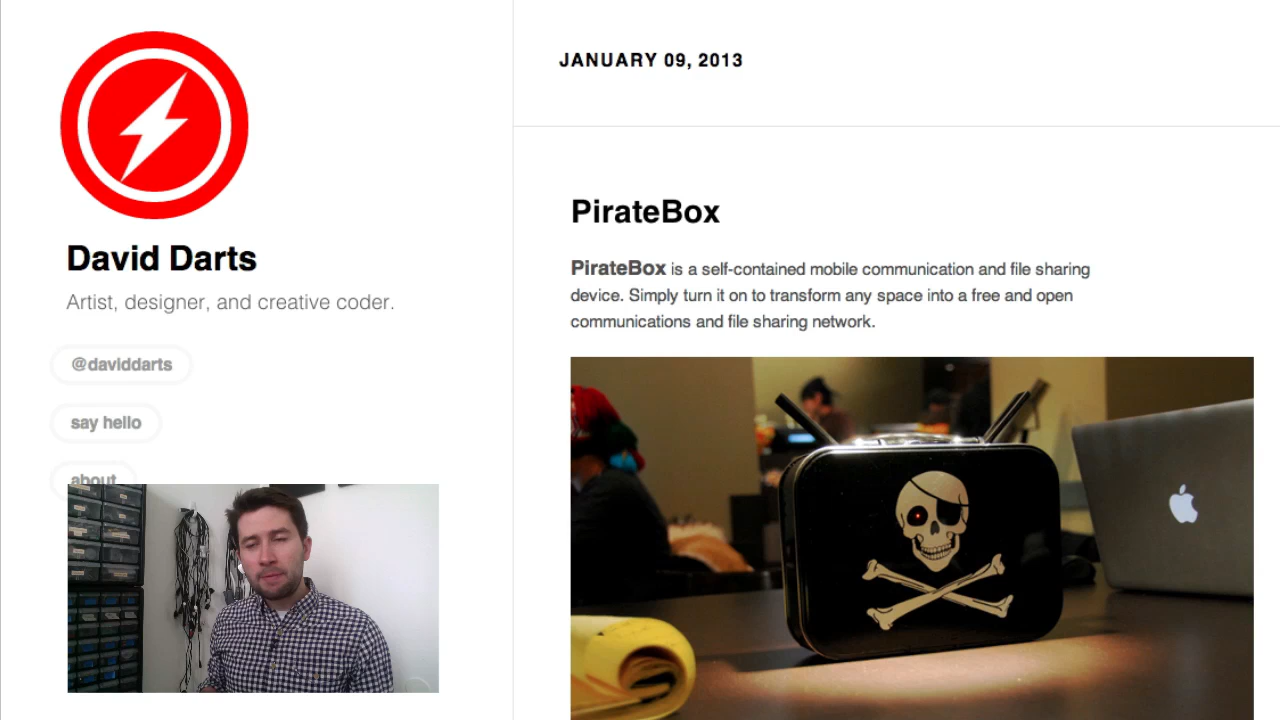 David Darts
Artist, designer, and creative coder.
@daviddarts
say hello
about
JANUARY 09, 2013
PirateBox
PirateBox is a self-contained mobile communication and file sharing
device. Simply turn it on to transform any space into a free and open
communications and file sharing network.